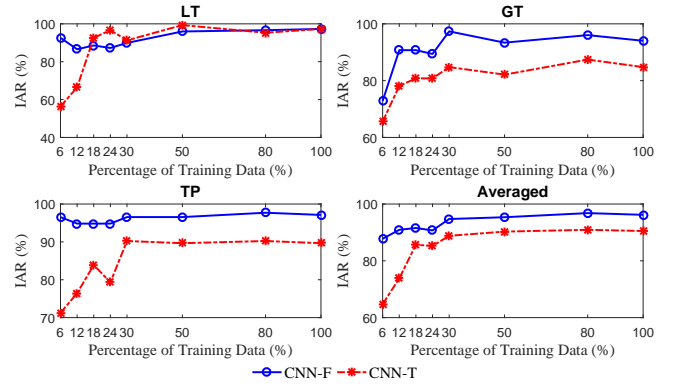 LT
GT
IAR (%)
100
80
60
40
6 12 18 24 30 50 80 100
Percentage of Training Data (%)
IAR (%)
100
80
60
6 12 18 24 30 50 80 100
Percentage of Training Data (%)
TP
Averaged
IAR (%)
100
90
80
70
6 12 18 24 30 50 80 100
Percentage of Training Data (%)
IAR (%)
100
80
60
6 12 18 24 30 50 80 100
Percentage of Training Data (%)
CNN-F CNN-T